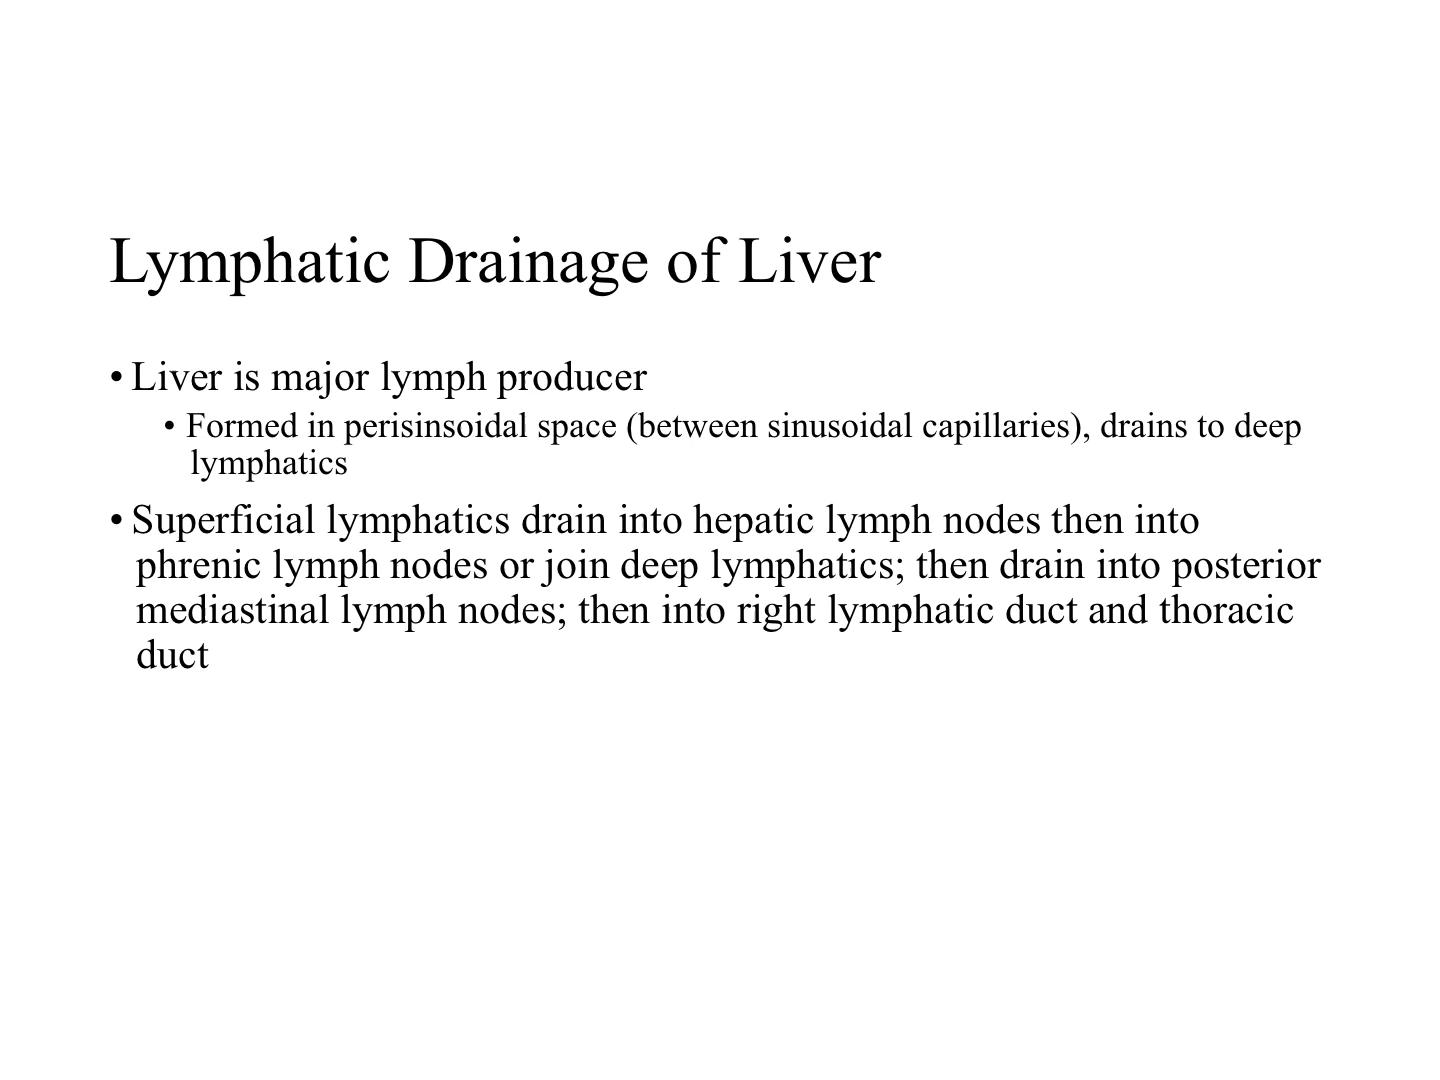 Lymphatic Drainage of Liver
• Liver is major lymph producer
• Formed in perisinsoidal space (between sinusoidal capillaries), drains to deep
lymphatics
• Superficial lymphatics drain into hepatic lymph nodes then into
phrenic lymph nodes or join deep lymphatics; then drain into posterior
mediastinal lymph nodes; then into right lymphatic duct and thoracic
duct